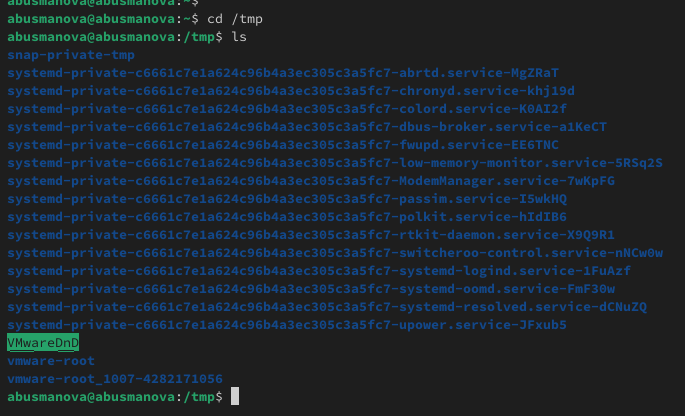 abusmanova@abusmanova:~$
abusmanova@abusmanova:~$ cd /tmp
abusmanova@abusmanova:/tmp$ ls
snap-private-tmp
systemd-private-c6661c7e1a624c96b4a3ec305c3a5fc7-abrtd.service-MgZRaT
systemd-private-c6661c7e1a624c96b4a3ec305c3a5fc7-chronyd.service-khj19d
systemd-private-c6661c7e1a624c96b4a3ec305c3a5fc7-colord.service-K0AI2f
systemd-private-c6661c7e1a624c96b4a3ec305c3a5fc7-dbus-broker.service-a1KeCT
systemd-private-c6661c7e1a624c96b4a3ec305c3a5fc7-fwupd.service-EE6TNC
systemd-private-c6661c7e1a624c96b4a3ec305c3a5fc7-low-memory-monitor.service-5RSq2S
systemd-private-c6661c7e1a624c96b4a3ec305c3a5fc7-ModemManager.service-7wKpFG
systemd-private-c6661c7e1a624c96b4a3ec305c3a5fc7-passim.service-I5wkHQ
systemd-private-c6661c7e1a624c96b4a3ec305c3a5fc7-polkit.service-hIdIB6
systemd-private-c6661c7e1a624c96b4a3ec305c3a5fc7-rtkit-daemon.service-X9Q9R1
systemd-private-c6661c7e1a624c96b4a3ec305c3a5fc7-switcheroo-control.service-nNCw0w
systemd-private-c6661c7e1a624c96b4a3ec305c3a5fc7-systemd-logind.service-1FuAzf
systemd-private-c6661c7e1a624c96b4a3ec305c3a5fc7-systemd-oomd.service-FmF30w
systemd-private-c6661c7e1a624c96b4a3ec305c3a5fc7-systemd-resolved.service-dCNuZQ
systemd-private-c6661c7e1a624c96b4a3ec305c3a5fc7-upower.service-JFxub5
VMwareDnD
vmware-root
vmware-root_1007-4282171056
abusmanova@abusmanova:/tmp$